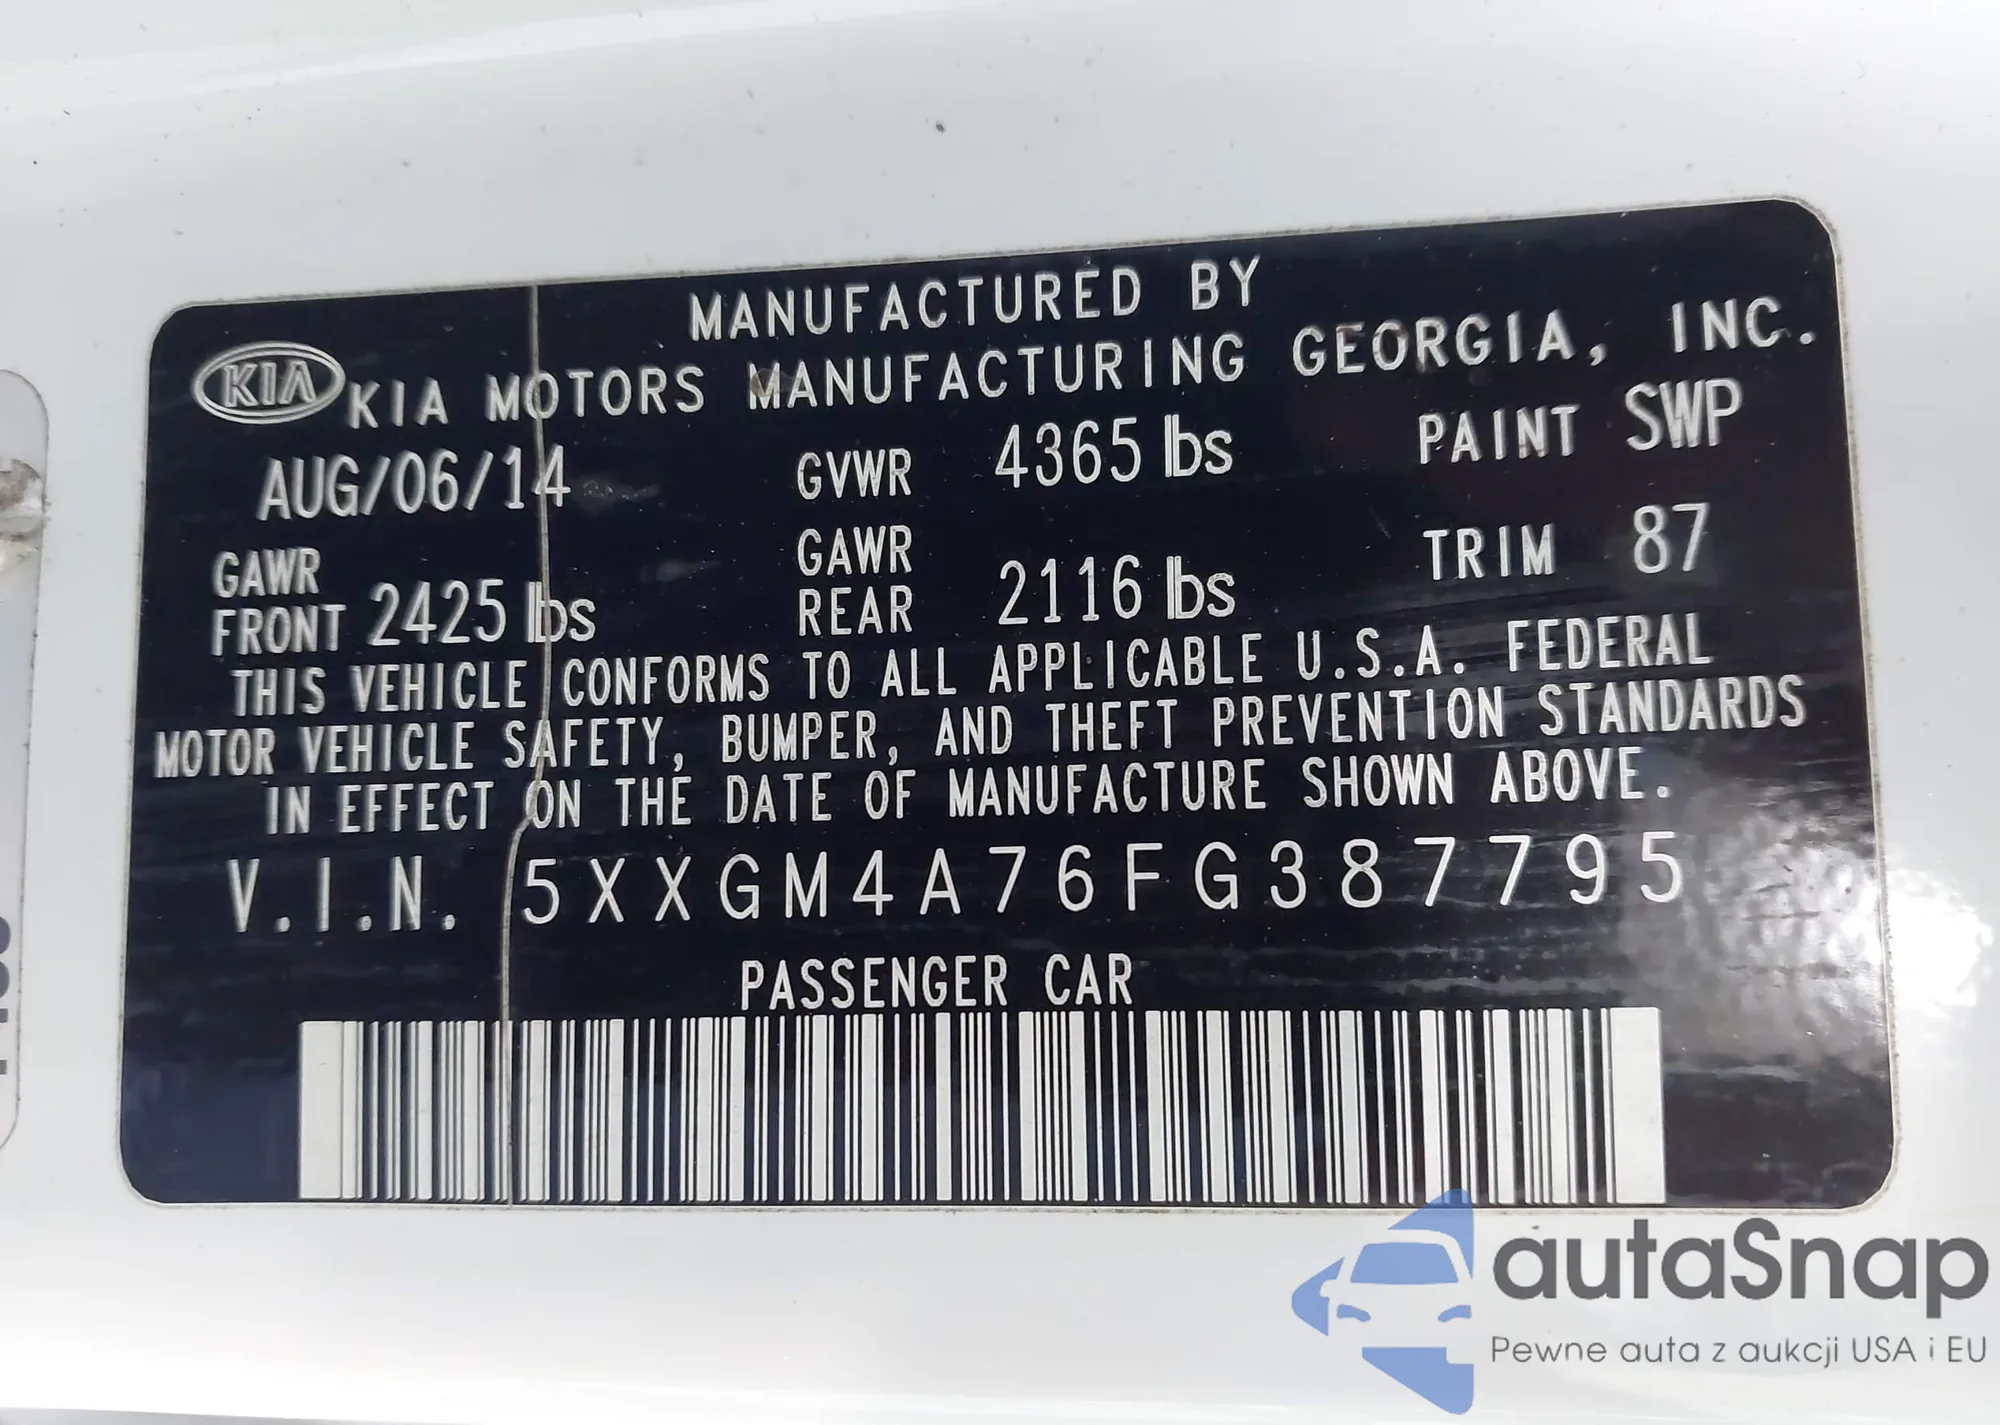 MANUFACTURED BY
KIA KIA MOTORS MANUFACTURING GEORGIA, INC.
AUG/06/14 GVWR 4365 lbs PAINT SWP
GAWR FRONT 2425 lbs GAWR REAR 2116 lbs TRIM 87
THIS VEHICLE CONFORMS TO ALL APPLICABLE U.S.A. FEDERAL
MOTOR VEHICLE SAFETY, BUMPER, AND THEFT PREVENTION STANDARDS
IN EFFECT ON THE DATE OF MANUFACTURE SHOWN ABOVE.
V.I.N. 5XXGM4A76FG387795
PASSENGER CAR
autaSnap
Pewne auta z aukcji USA i EU